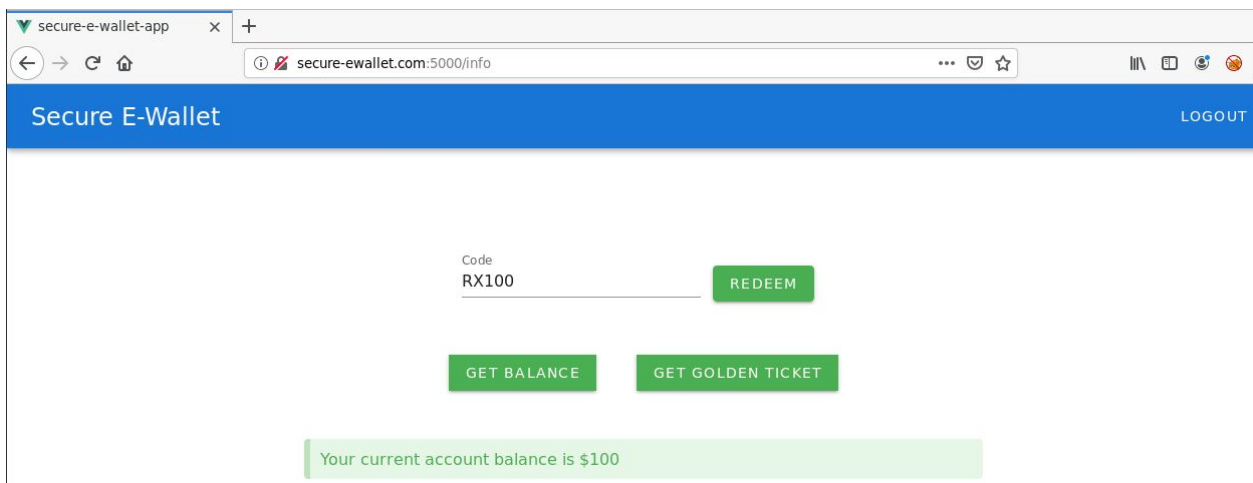 secure-e-wallet-app
secure-ewallet.com:5000/info
Secure E-Wallet LOGOUT
Code
RX100 REDEEM
GET BALANCE GET GOLDEN TICKET
Your current account balance is $100